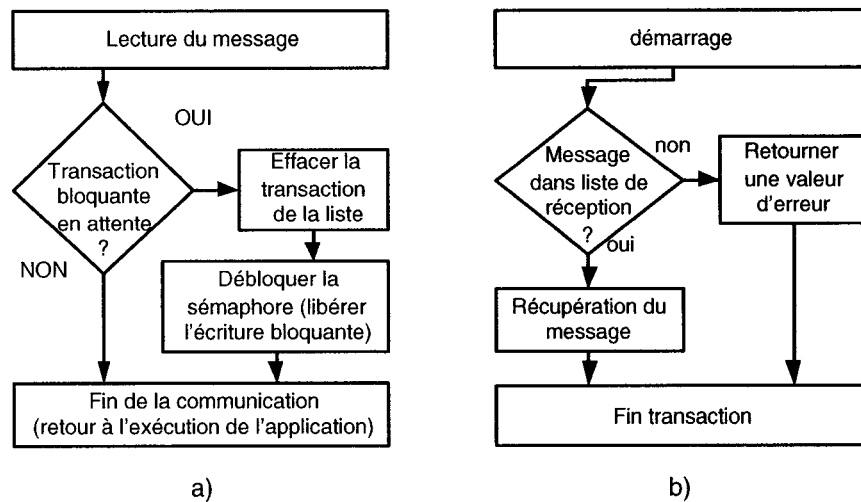 Lecture du message
OUI
Transaction
bloquante
en attente
?
NON
Effacer la
transaction
de la liste
Débloquer la
sémaphore (libérer
l'écriture bloquante)
Fin de la communication
(retour à l'exécution de l'application)
a)
démarrage
Message
dans liste de
réception
?
non
oui
Retourner
une valeur
d'erreur
Récupération du
message
Fin transaction
b)